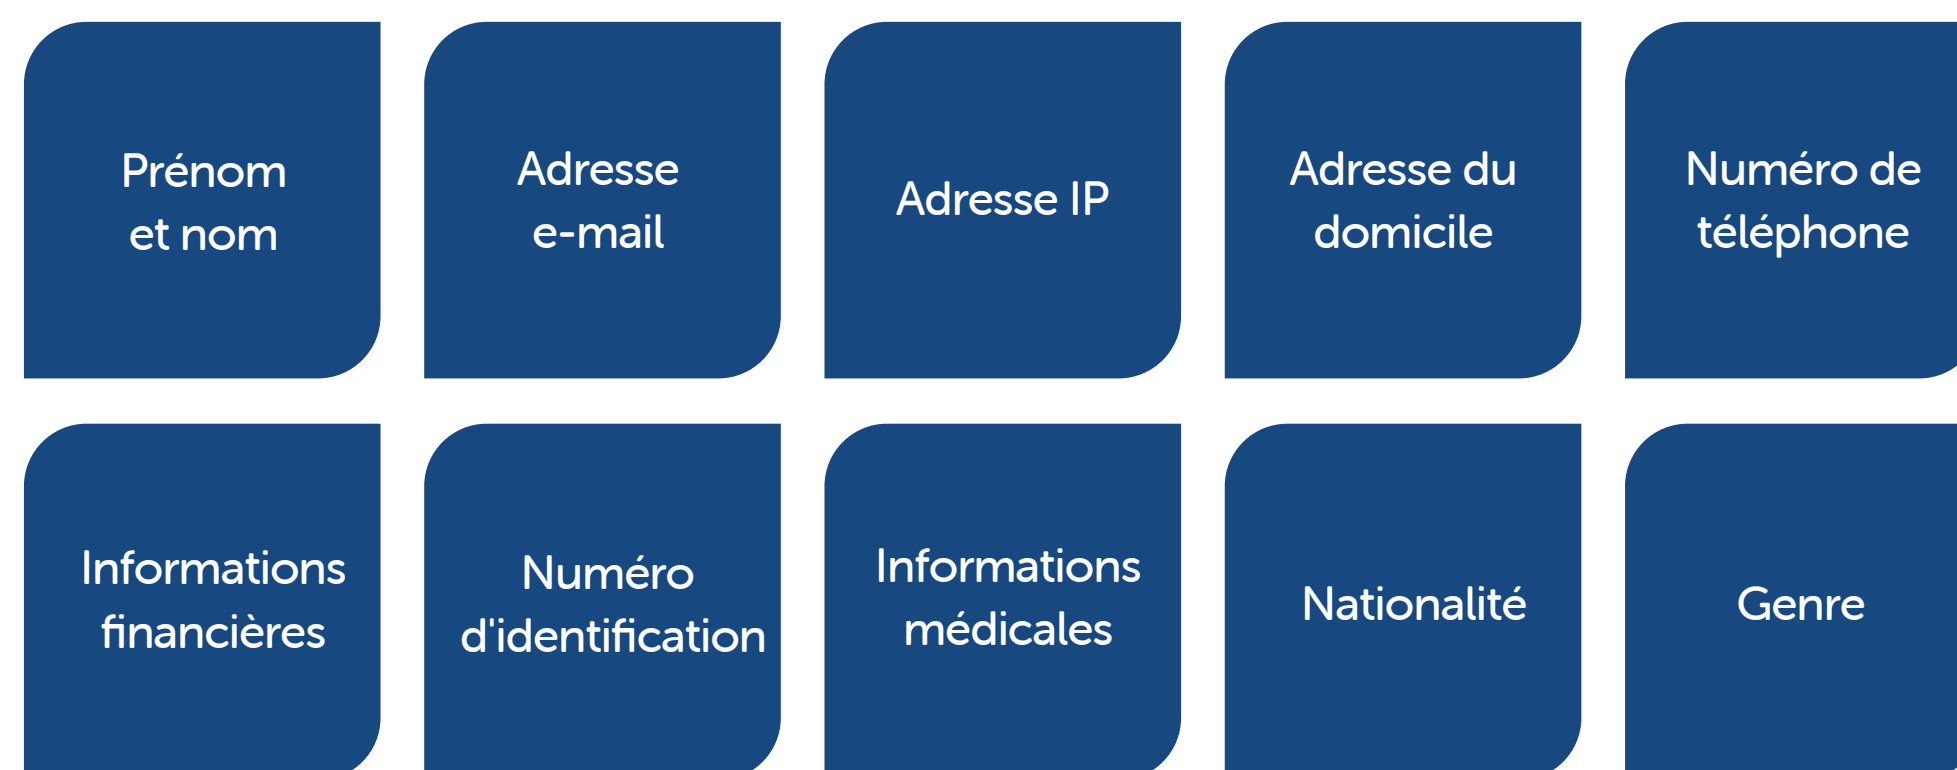 Prénom
et nom
Adresse
e-mail
Adresse IP
Adresse du
domicile
Numéro de
téléphone
Informations
financières
Numéro
d'identification
Informations
médicales
Nationalité
Genre